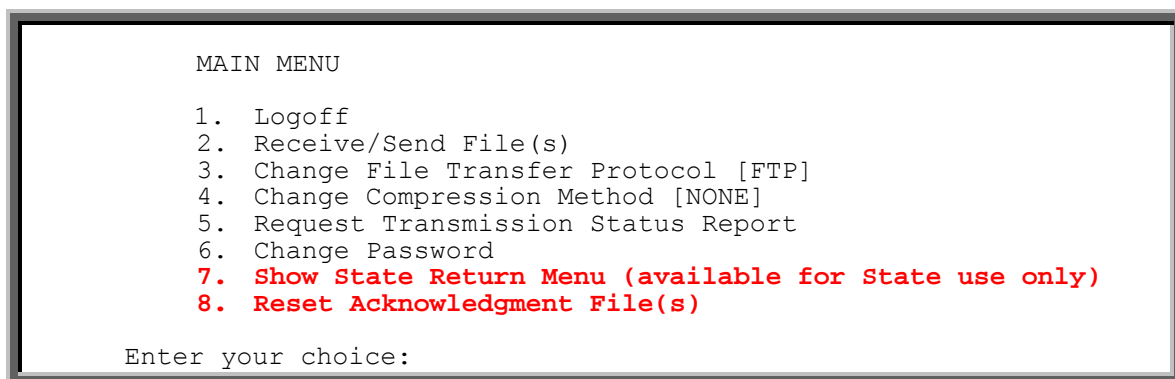 MAIN MENU
1. Logoff
2. Receive/Send File(s)
3. Change File Transfer Protocol [FTP]
4. Change Compression Method [NONE]
5. Request Transmission Status Report
6. Change Password
7. Show State Return Menu (available for State use only)
8. Reset Acknowledgment File(s)
Enter your choice: